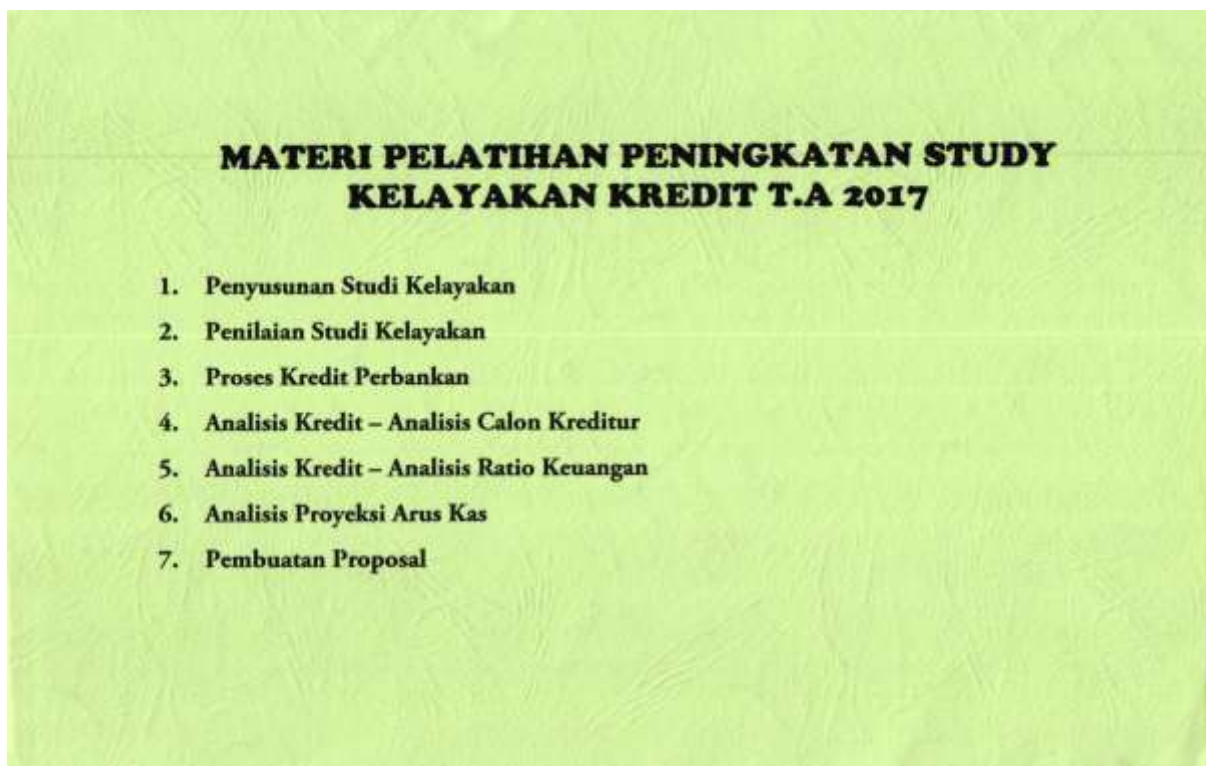 MATERI PELATIHAN PENINGKATAN STUDY
KELAYAKAN KREDIT T.A 2017
1. Penyusunan Studi Kelayakan
2. Penilaian Studi Kelayakan
3. Proses Kredit Perbankan
4. Analisis Kredit – Analisis Calon Kreditur
5. Analisis Kredit – Analisis Ratio Keuangan
6. Analisis Proyeksi Arus Kas
7. Pembuatan Proposal